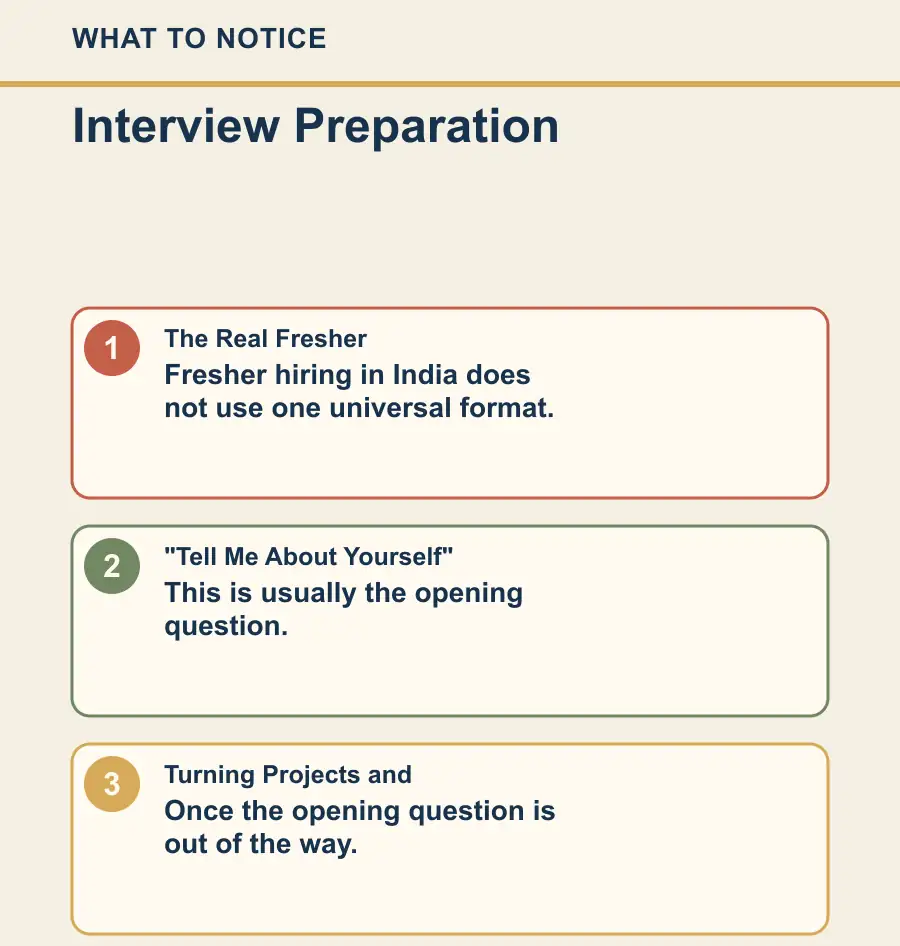 WHAT TO NOTICE
Interview Preparation
1
The Real Fresher
Fresher hiring in India does
not use one universal format.
2
"Tell Me About Yourself"
This is usually the opening
question.
3
Turning Projects and
Once the opening question is
out of the way.